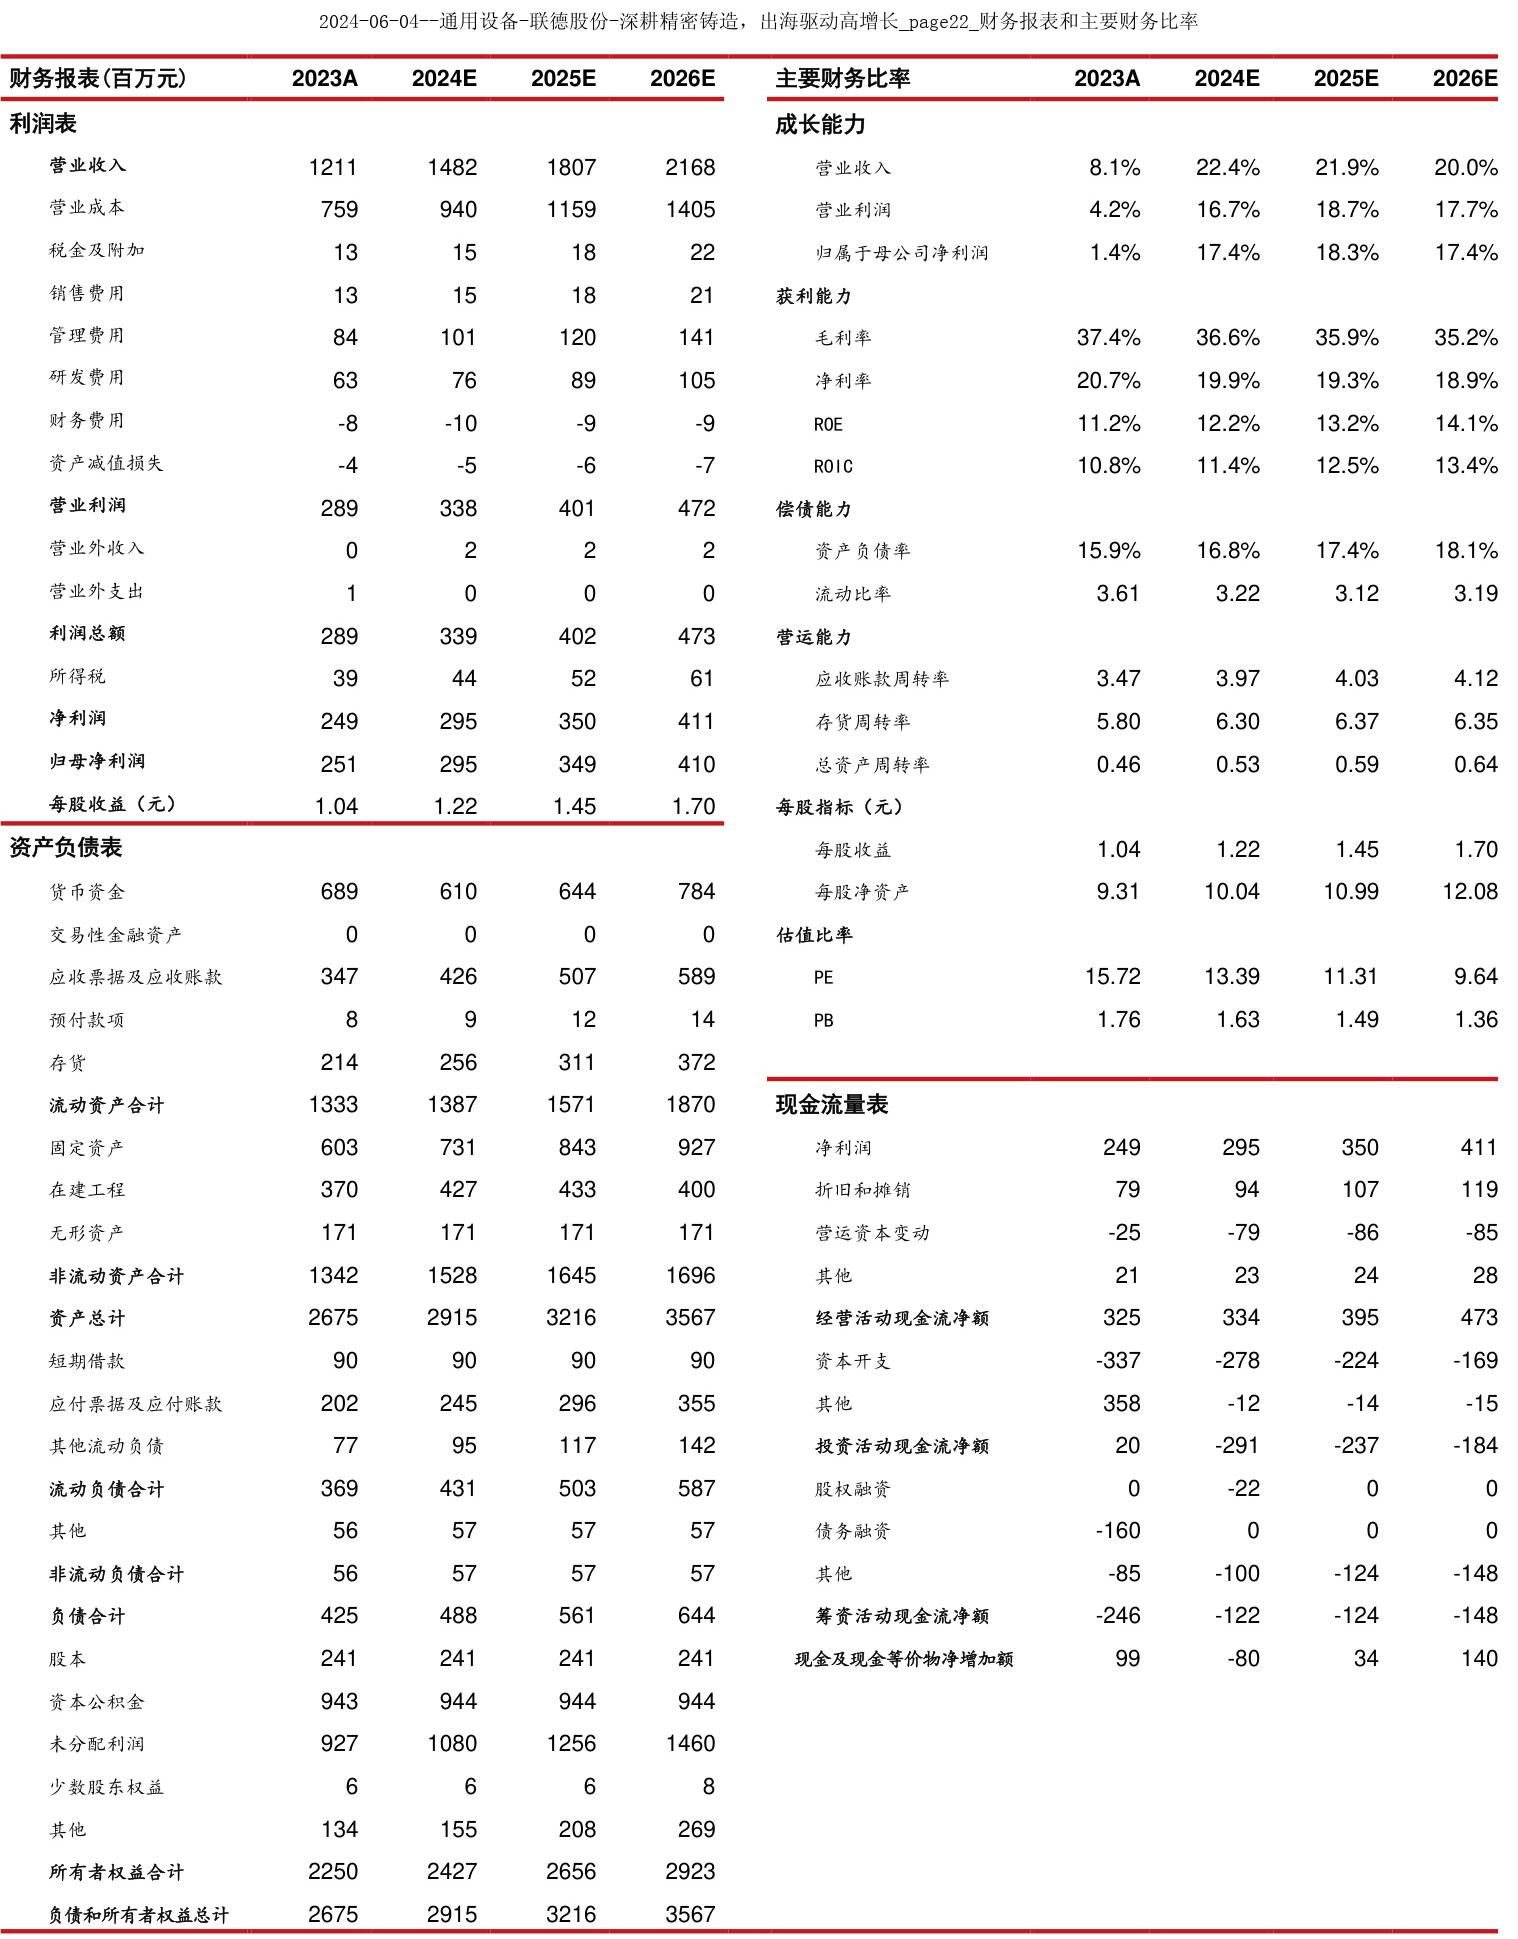 2024-06-04--通用设备-联德股份-深耕精密铸造，出海驱动高增长_page22_财务报表和主要财务比率
财务报表(百万元) 2023A 2024E 2025E 2026E
利润表
营业收入 1211 1482 1807 2168
营业成本 759 940 1159 1405
税金及附加 13 15 18 22
销售费用 13 15 18 21
管理费用 84 101 120 141
研发费用 63 76 89 105
财务费用 -8 -10 -9 -9
资产减值损失 -4 -5 -6 -7
营业利润 289 338 401 472
营业外收入 0 2 2 2
营业外支出 1 0 0 0
利润总额 289 339 402 473
所得税 39 44 52 61
净利润 249 295 350 411
归母净利润 251 295 349 410
每股收益（元） 1.04 1.22 1.45 1.70
资产负债表
货币资金 689 610 644 784
交易性金融资产 0 0 0 0
应收票据及应收账款 347 426 507 589
预付款项 8 9 12 14
存货 214 256 311 372
流动资产合计 1333 1387 1571 1870
固定资产 603 731 843 927
在建工程 370 427 433 400
无形资产 171 171 171 171
非流动资产合计 1342 1528 1645 1696
资产总计 2675 2915 3216 3567
短期借款 90 90 90 90
应付票据及应付账款 202 245 296 355
其他流动负债 77 95 117 142
流动负债合计 369 431 503 587
其他 56 57 57 57
非流动负债合计 56 57 57 57
负债合计 425 488 561 644
股本 241 241 241 241
资本公积金 943 944 944 944
未分配利润 927 1080 1256 1460
少数股东权益 6 6 6 8
其他 134 155 208 269
所有者权益合计 2250 2427 2656 2923
负债和所有者权益总计 2675 2915 3216 3567
主要财务比率 2023A 2024E 2025E 2026E
成长能力
营业收入 8.1% 22.4% 21.9% 20.0%
营业利润 4.2% 16.7% 18.7% 17.7%
归属于母公司净利润 1.4% 17.4% 18.3% 17.4%
获利能力
毛利率 37.4% 36.6% 35.9% 35.2%
净利率 20.7% 19.9% 19.3% 18.9%
ROE 11.2% 12.2% 13.2% 14.1%
ROIC 10.8% 11.4% 12.5% 13.4%
偿债能力
资产负债率 15.9% 16.8% 17.4% 18.1%
流动比率 3.61 3.22 3.12 3.19
营运能力
应收账款周转率 3.47 3.97 4.03 4.12
存货周转率 5.80 6.30 6.37 6.35
总资产周转率 0.46 0.53 0.59 0.64
每股指标（元）
每股收益 1.04 1.22 1.45 1.70
每股净资产 9.31 10.04 10.99 12.08
估值比率
PE 15.72 13.39 11.31 9.64
PB 1.76 1.63 1.49 1.36
现金流量表
净利润 249 295 350 411
折旧和摊销 79 94 107 119
营运资本变动 -25 -79 -86 -85
其他 21 23 24 28
经营活动现金流净额 325 334 395 473
资本开支 -337 -278 -224 -169
其他 358 -12 -14 -15
投资活动现金流净额 20 -291 -237 -184
股权融资 0 -22 0 0
债务融资 -160 0 0 0
其他 -85 -100 -124 -148
筹资活动现金流净额 -246 -122 -124 -148
现金及现金等价物净增加额 99 -80 34 140